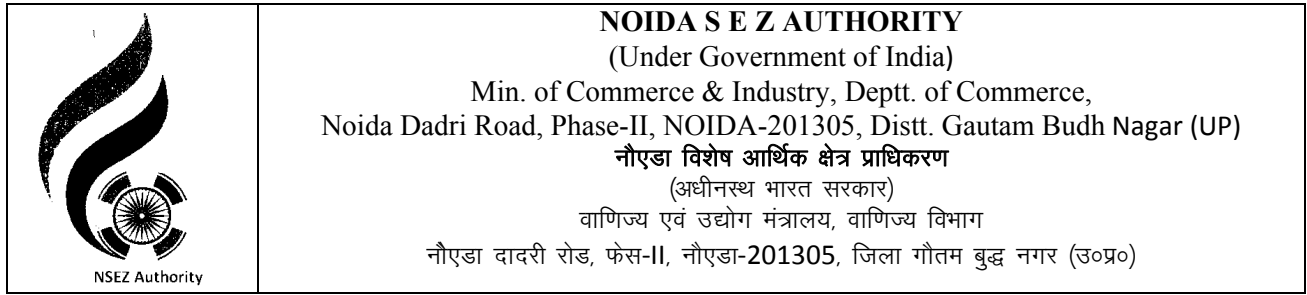 NSEZ Authority
NOIDA S E Z AUTHORITY
(Under Government of India)
Min. of Commerce & Industry, Deptt. of Commerce,
Noida Dadri Road, Phase-II, NOIDA-201305, Distt. Gautam Budh Nagar (UP)
नौएडा विशेष आर्थिक क्षेत्र प्राधिकरण
(अधीनस्थ भारत सरकार)
वाणिज्य एवं उद्योग मंत्रालय, वाणिज्य विभाग
नौएडा दादरी रोड, फेस-II, नौएडा-201305, जिला गौतम बुद्ध नगर (उ०प्र०)